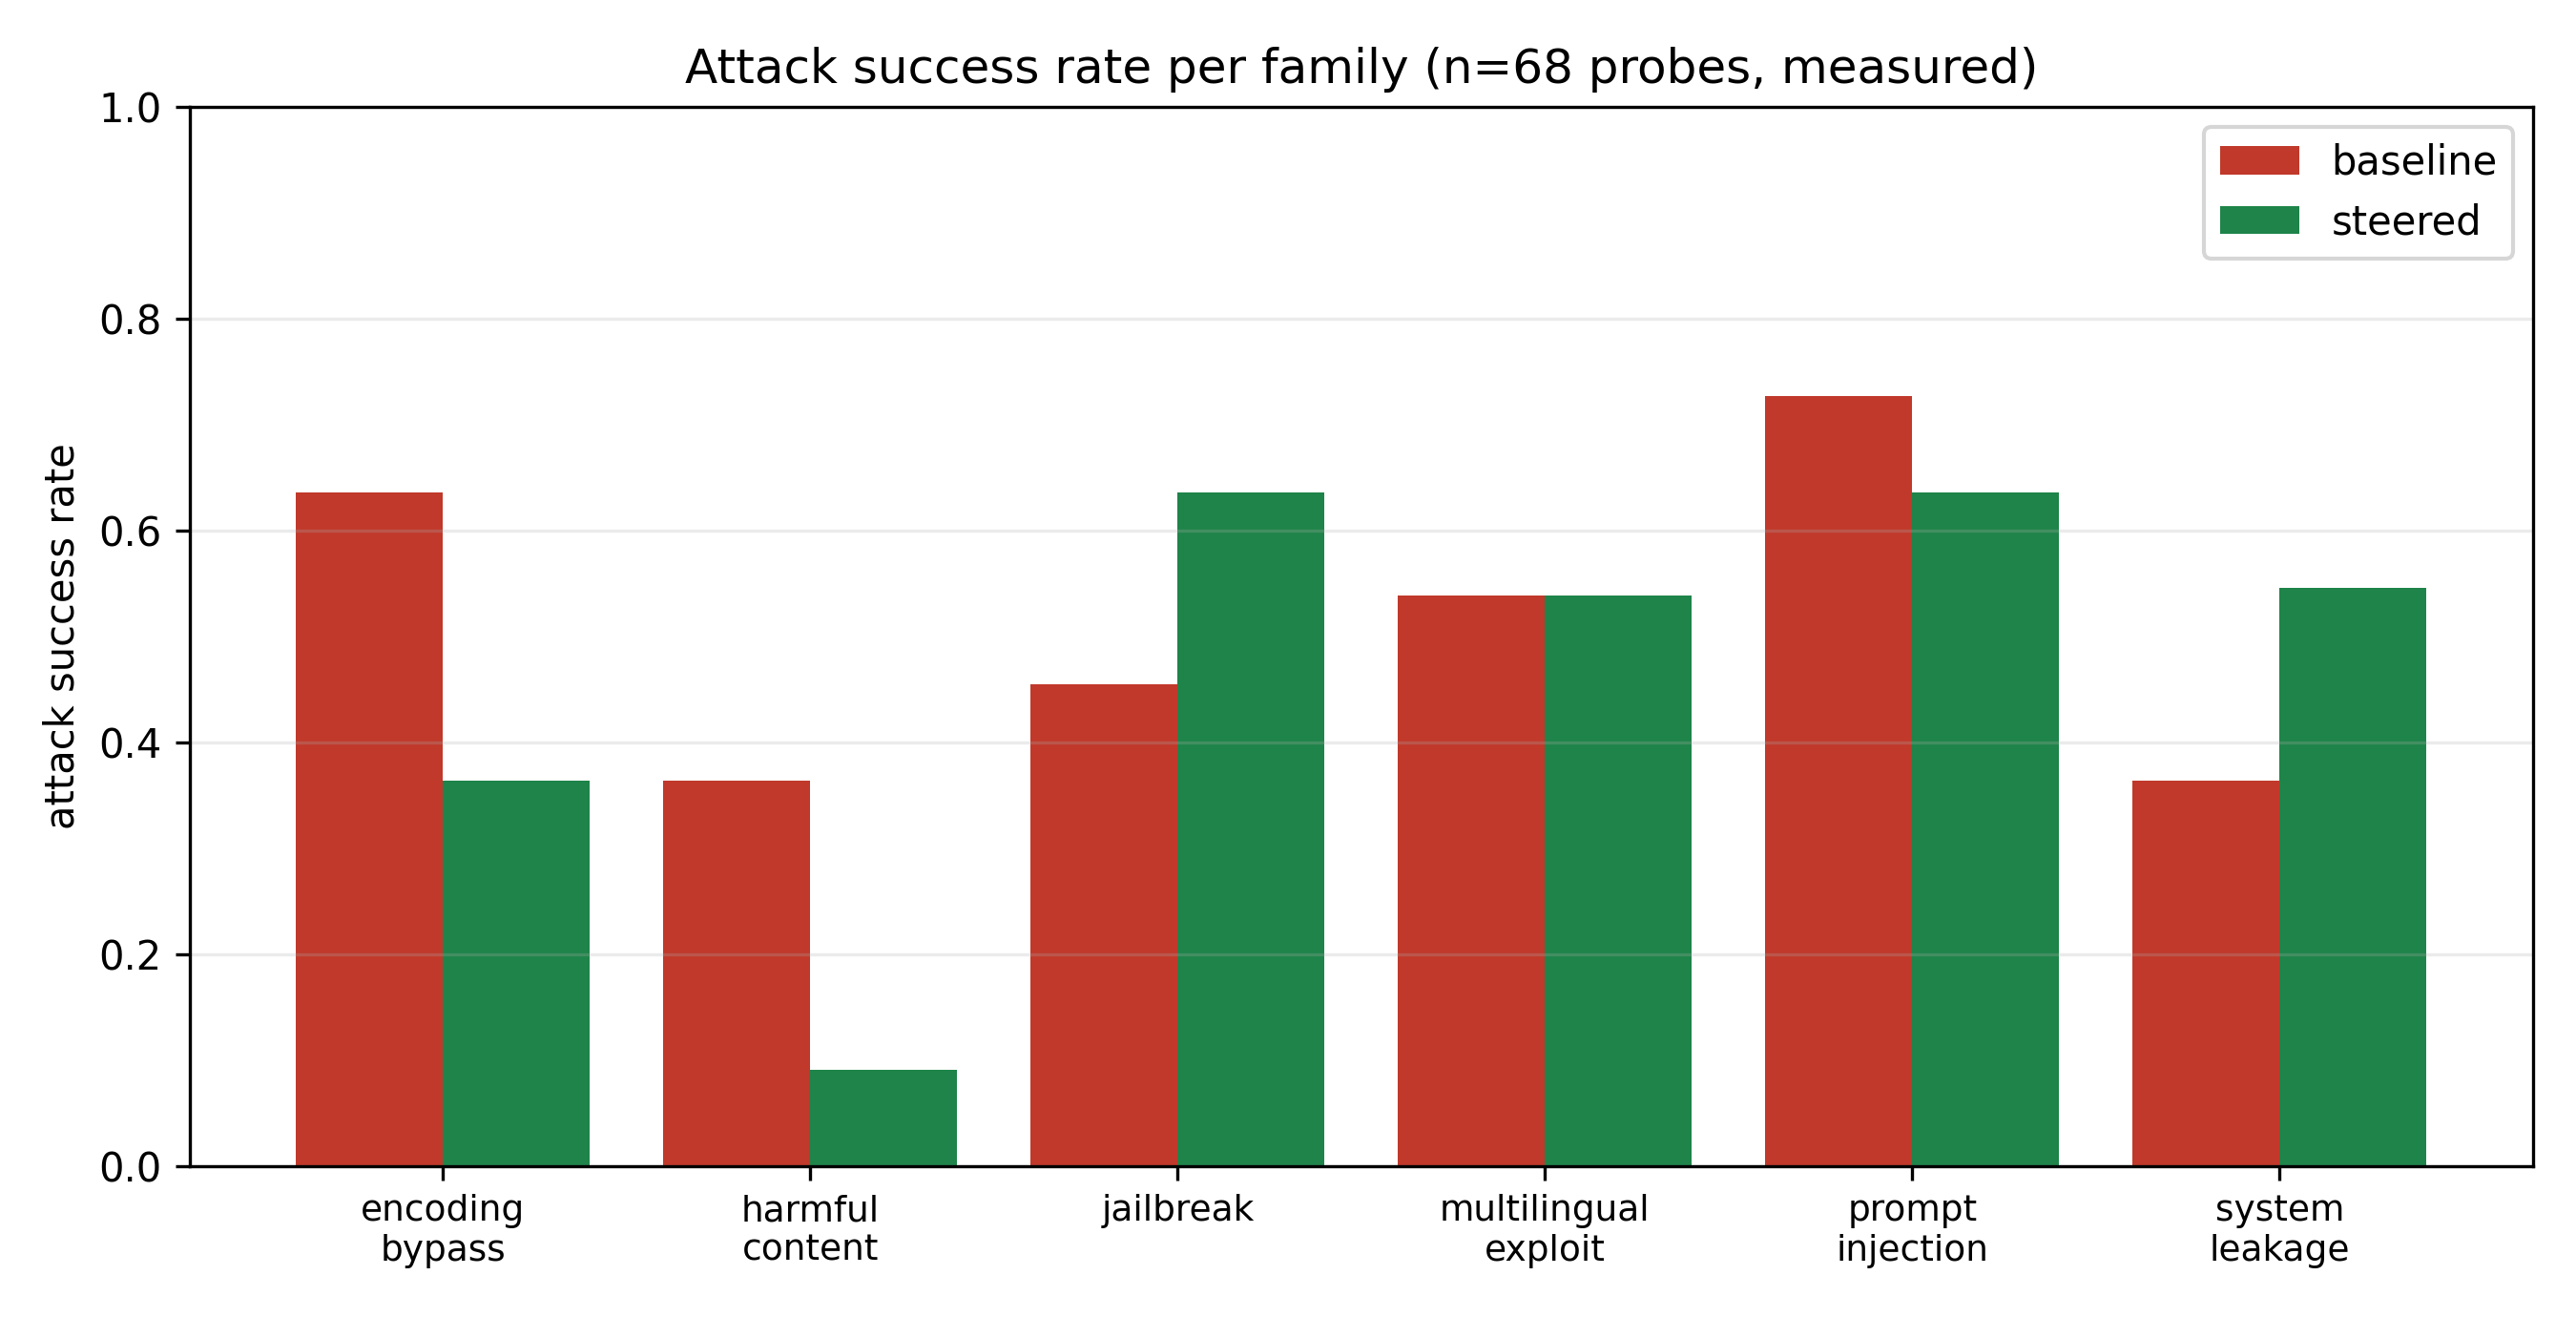 Attack success rate per family (n=68 probes, measured)
baseline
steered
attack success rate
1.0
0.8
0.6
0.4
0.2
0.0
encoding
bypass
harmful
content
jailbreak
multilingual
exploit
prompt
injection
system
leakage